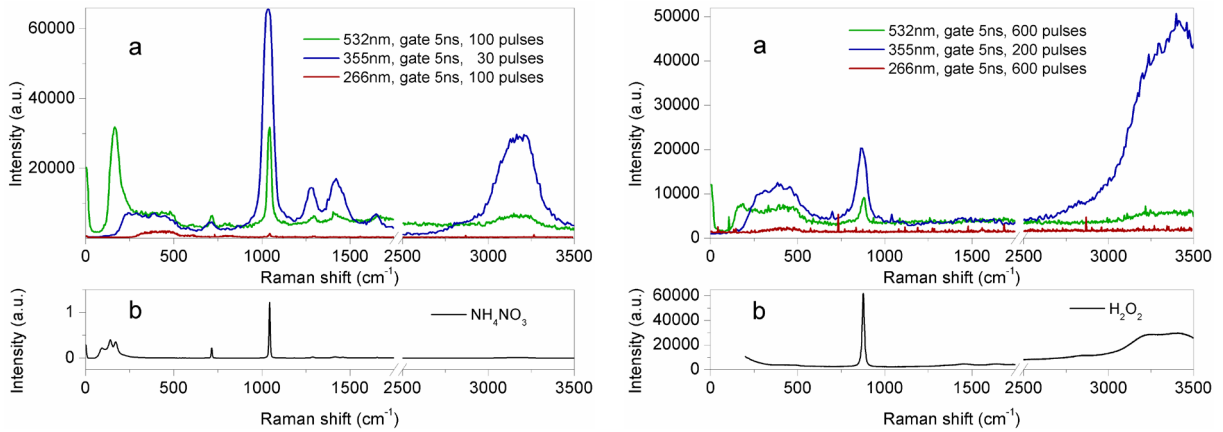 a
532nm, gate 5ns, 100 pulses
355nm, gate 5ns, 30 pulses
266nm, gate 5ns, 100 pulses
Intensity (a.u.)
60000
40000
20000
0 500 1000 1500 2500 3000 3500
Raman shift (cm⁻¹)
b
NH₄NO₃
Intensity (a.u.)
1
0
0 500 1000 1500 2500 3000 3500
Raman shift (cm⁻¹)
a
532nm, gate 5ns, 600 pulses
355nm, gate 5ns, 200 pulses
266nm, gate 5ns, 600 pulses
Intensity (a.u.)
50000
40000
30000
20000
10000
0
0 500 1000 1500 2500 3000 3500
Raman shift (cm⁻¹)
b
H₂O₂
Intensity (a.u.)
60000
40000
20000
0
0 500 1000 1500 2500 3000 3500
Raman shift (cm⁻¹)